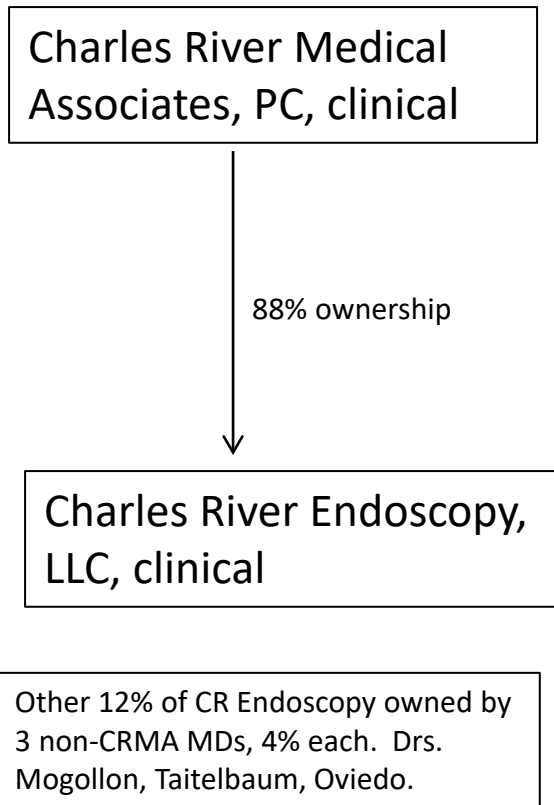 Charles River Medical
Associates, PC, clinical
88% ownership
Charles River Endoscopy,
LLC, clinical
Other 12% of CR Endoscopy owned by
3 non-CRMA MDs, 4% each.  Drs.
Mogollon, Taitelbaum, Oviedo.